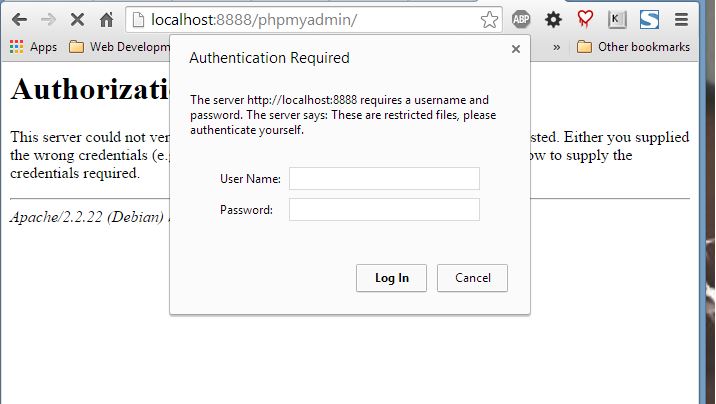 localhost:8888/phpmyadmin/
ABP
K
S
Apps Web Developm » Other bookmarks
Authentication Required
Authorizati
The server http://localhost:8888 requires a username and
password. The server says: These are restricted files, please
authenticate yourself.
This server could not ver sted. Either you supplied
the wrong credentials (e.g ow to supply the
credentials required.
User Name:
Password:
Apache/2.2.22 (Debian)
Log In Cancel